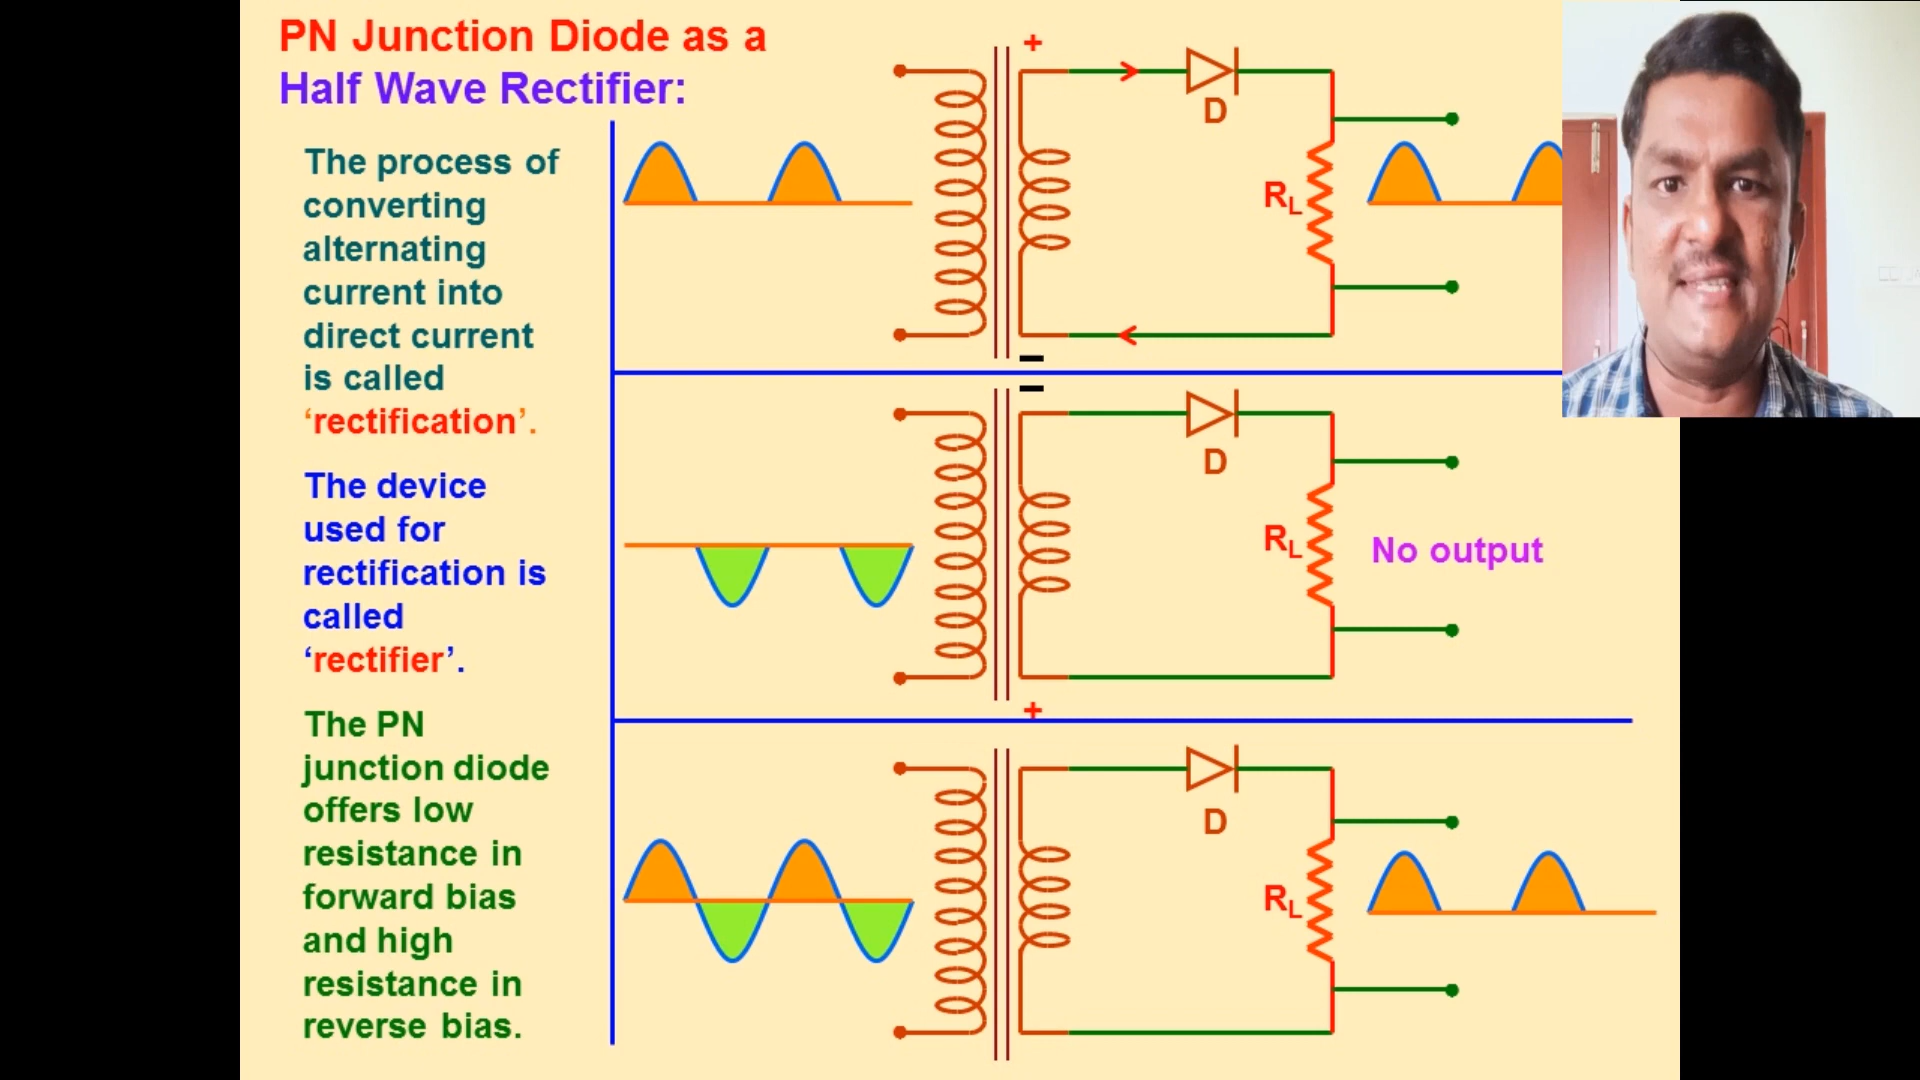 PN Junction Diode as a
Half Wave Rectifier:
The process of
converting
alternating
current into
direct current
is called
‘rectification’.
The device
used for
rectification is
called
‘rectifier’.
The PN
junction diode
offers low
resistance in
forward bias
and high
resistance in
reverse bias.
+
D
RL
–
–
D
RL
No output
+
D
RL